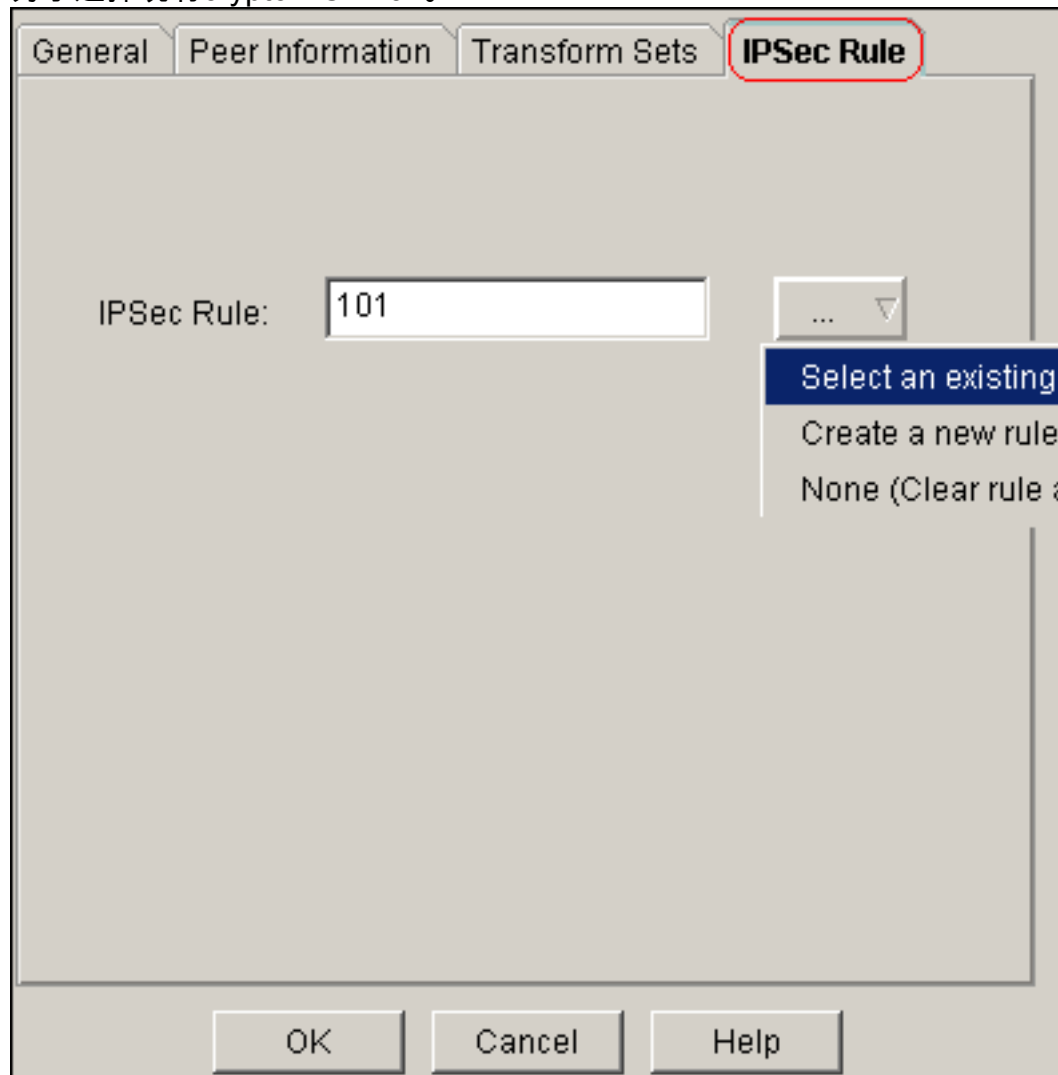 General Peer Information Transform Sets IPSec Rule
IPSec Rule: 101 ...
Select an existing
Create a new rule
None (Clear rule a
OK Cancel Help